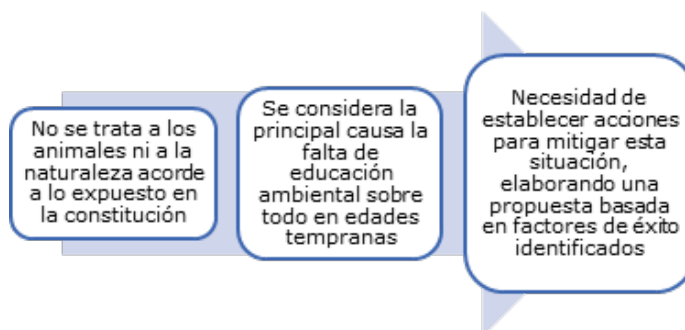 No se trata a los
animales ni a la
naturaleza acorde
a lo expuesto en
la constitución
Se considera la
principal causa la
falta de
educación
ambiental sobre
todo en edades
tempranas
Necesidad de
establecer acciones
para mitigar esta
situación,
elaborando una
propuesta basada
en factores de éxito
identificados